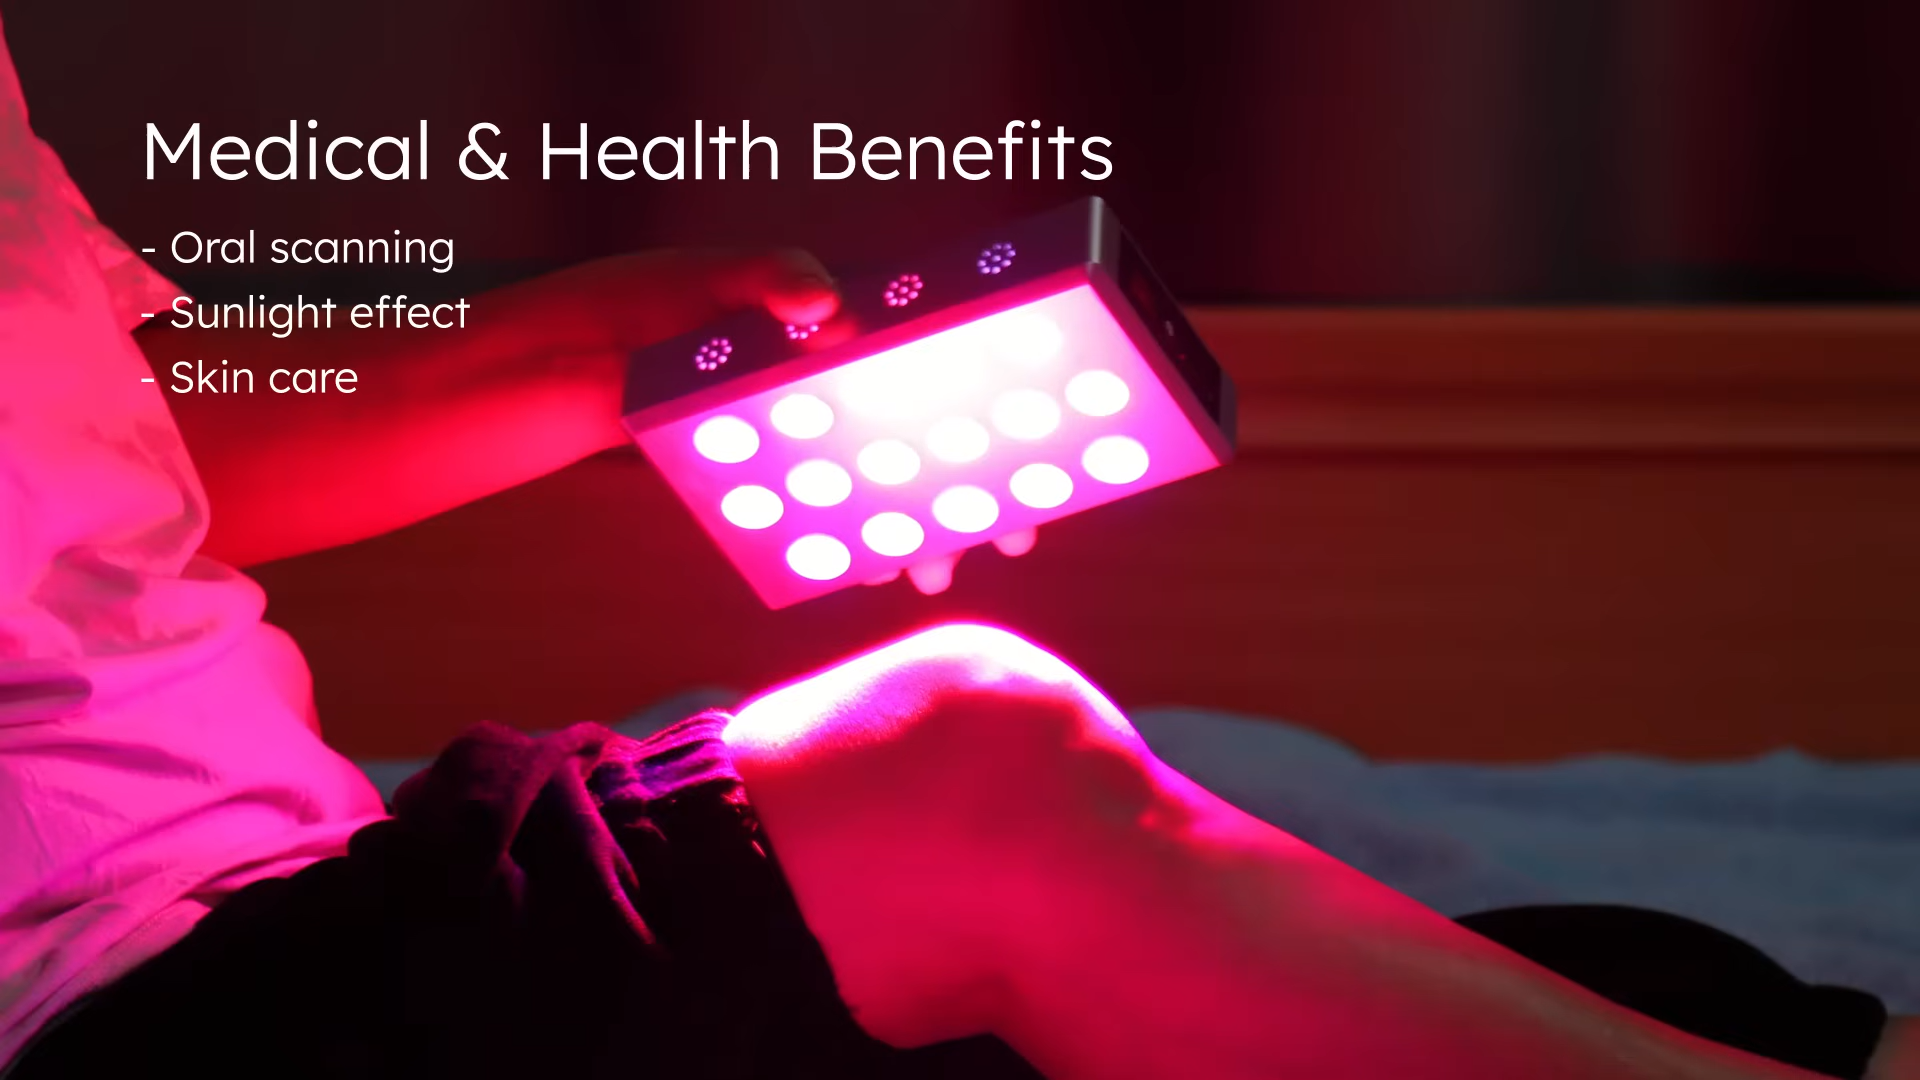 Medical & Health Benefits
- Oral scanning
- Sunlight effect
- Skin care